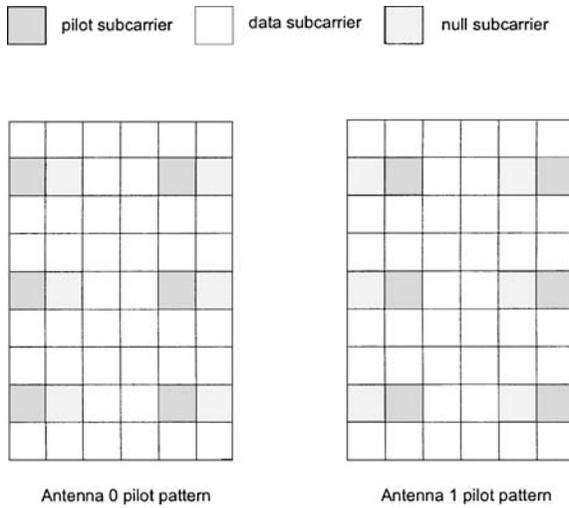 pilot subcarrier data subcarrier null subcarrier
Antenna 0 pilot pattern Antenna 1 pilot pattern